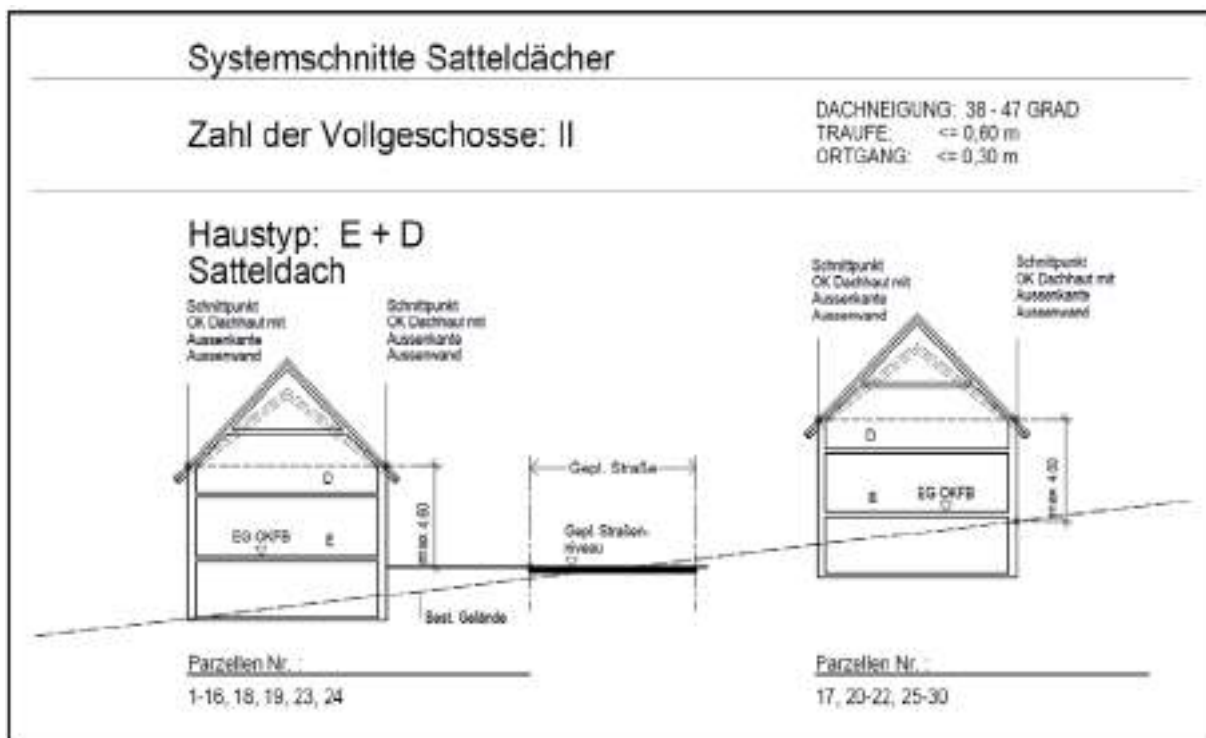 Systemschnitte Satteldächer
Zahl der Vollgeschosse: II
DACHNEIGUNG: 38 - 47 GRAD
TRAUFE: <= 0,60 m
ORTGANG: <= 0,30 m
Haustyp: E + D
Satteldach
Schnittpunkt
OK Dachhaut mit
Aussenkante
Aussenwand
Schnittpunkt
OK Dachhaut mit
Aussenkante
Aussenwand
D
EG OKFB
E
max. 4.60
Gepl. Straße
Gepl. Straßen-
niveau
Best. Gelände
Parzellen Nr. :
1-16, 18, 19, 23, 24
Schnittpunkt
OK Dachhaut mit
Aussenkante
Aussenwand
Schnittpunkt
OK Dachhaut mit
Aussenkante
Aussenwand
D
EG OKFB
max. 4.60
Parzellen Nr. :
17, 20-22, 25-30